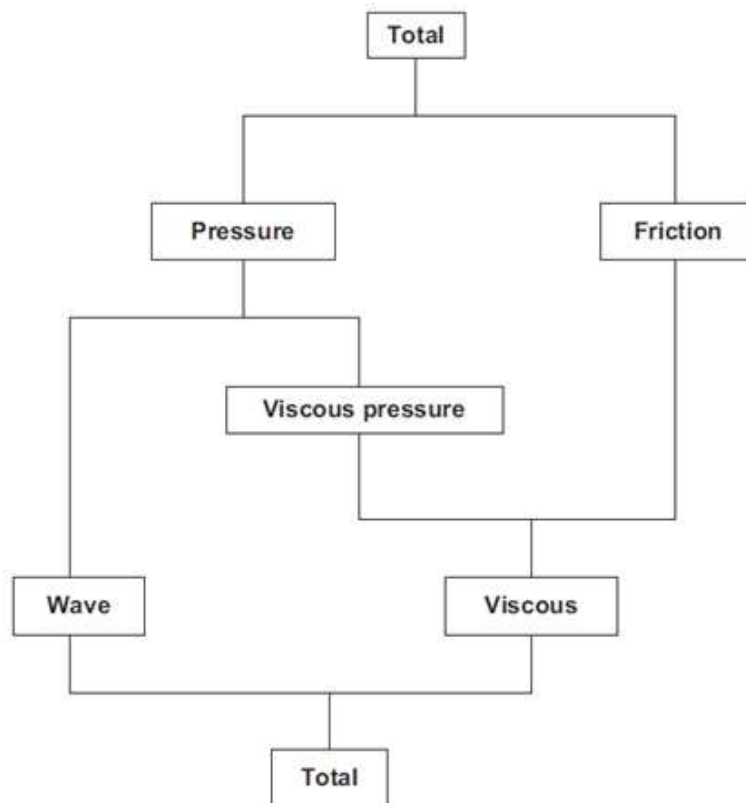 Total
Pressure
Friction
Viscous pressure
Wave
Viscous
Total